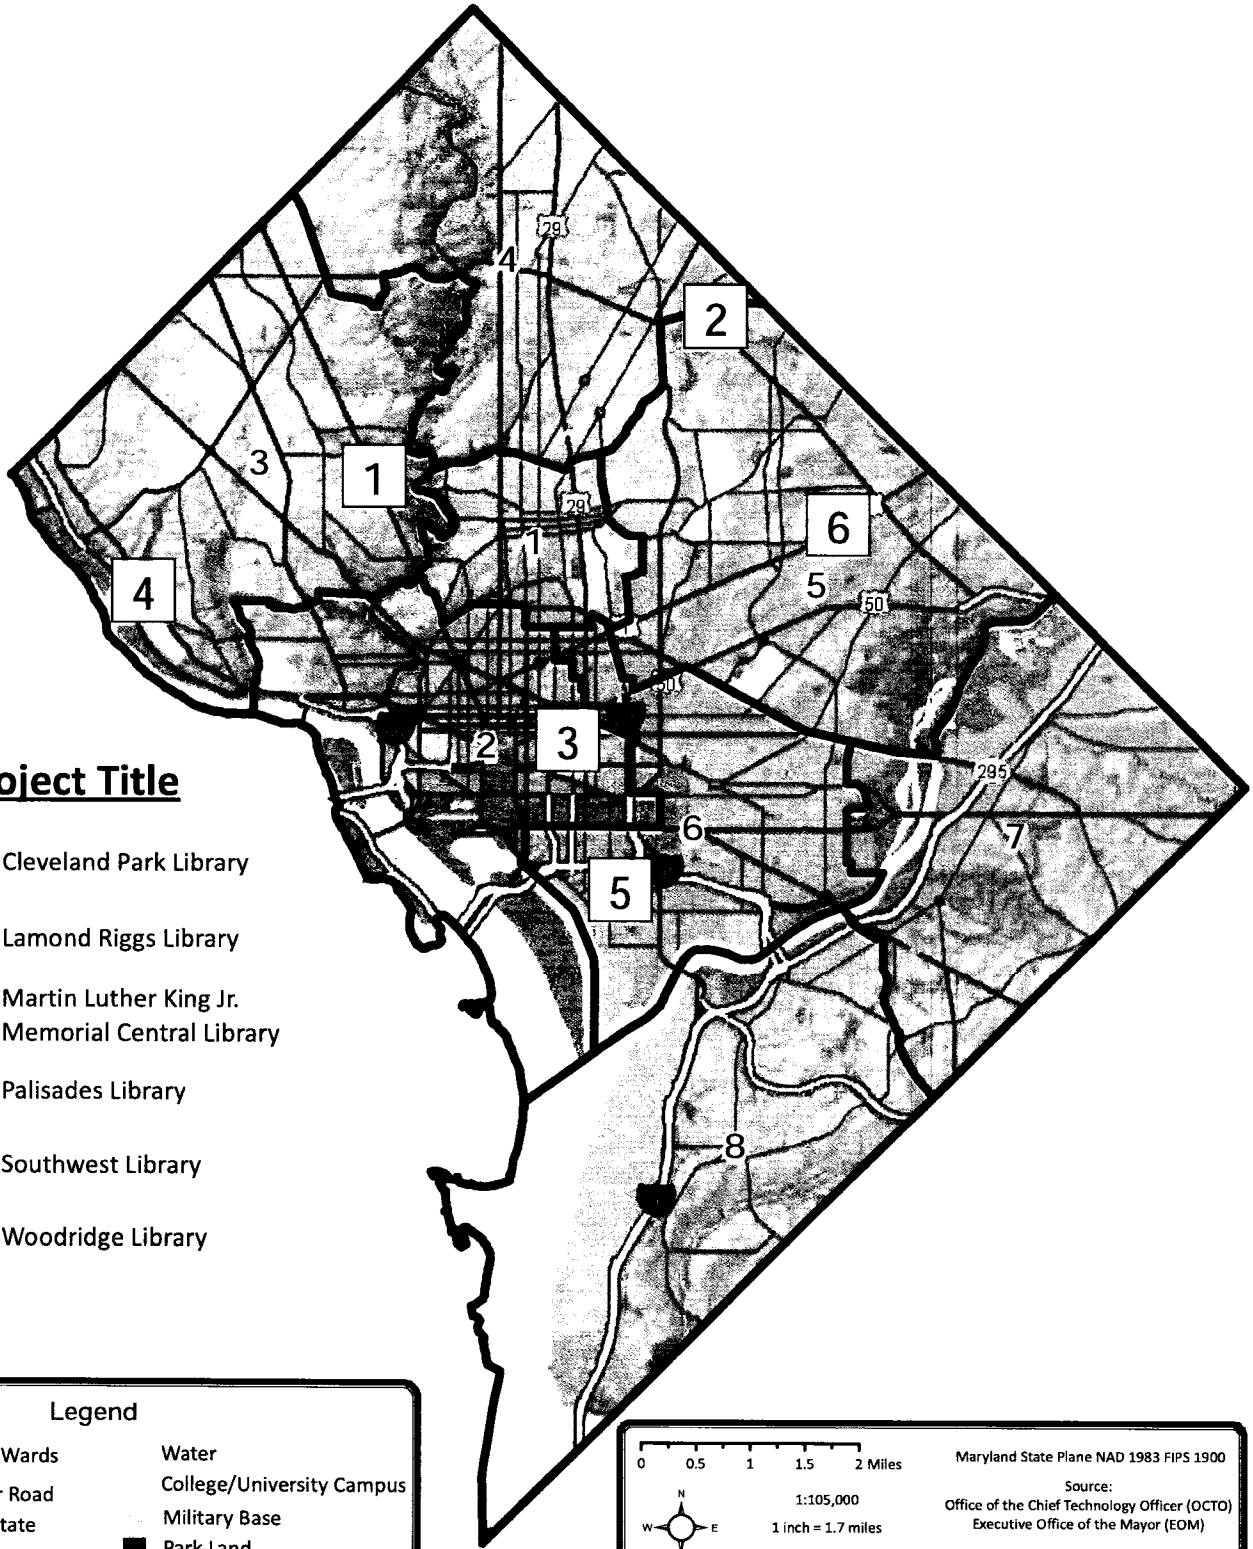 29
4
2
3
1
29
6
1
5
4
50
50
2
3
295
6
7
5
8
oject Title
Cleveland Park Library
Lamond Riggs Library
Martin Luther King Jr.
Memorial Central Library
Palisades Library
Southwest Library
Woodridge Library
Legend
Wards
Water
College/University Campus
r Road
tate
Military Base
Park Land
0 0.5 1 1.5 2 Miles
N
W E
1:105,000
1 inch = 1.7 miles
Maryland State Plane NAD 1983 FIPS 1900
Source:
Office of the Chief Technology Officer (OCTO)
Executive Office of the Mayor (EOM)